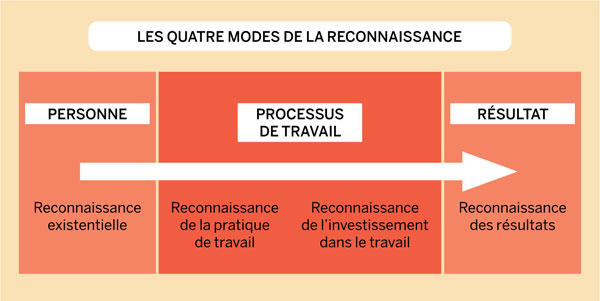 LES QUATRE MODES DE LA RECONNAISSANCE
PERSONNE
PROCESSUS
DE TRAVAIL
RÉSULTAT
Reconnaissance
existentielle
Reconnaissance
de la pratique
de travail
Reconnaissance
de l’investissement
dans le travail
Reconnaissance
des résultats